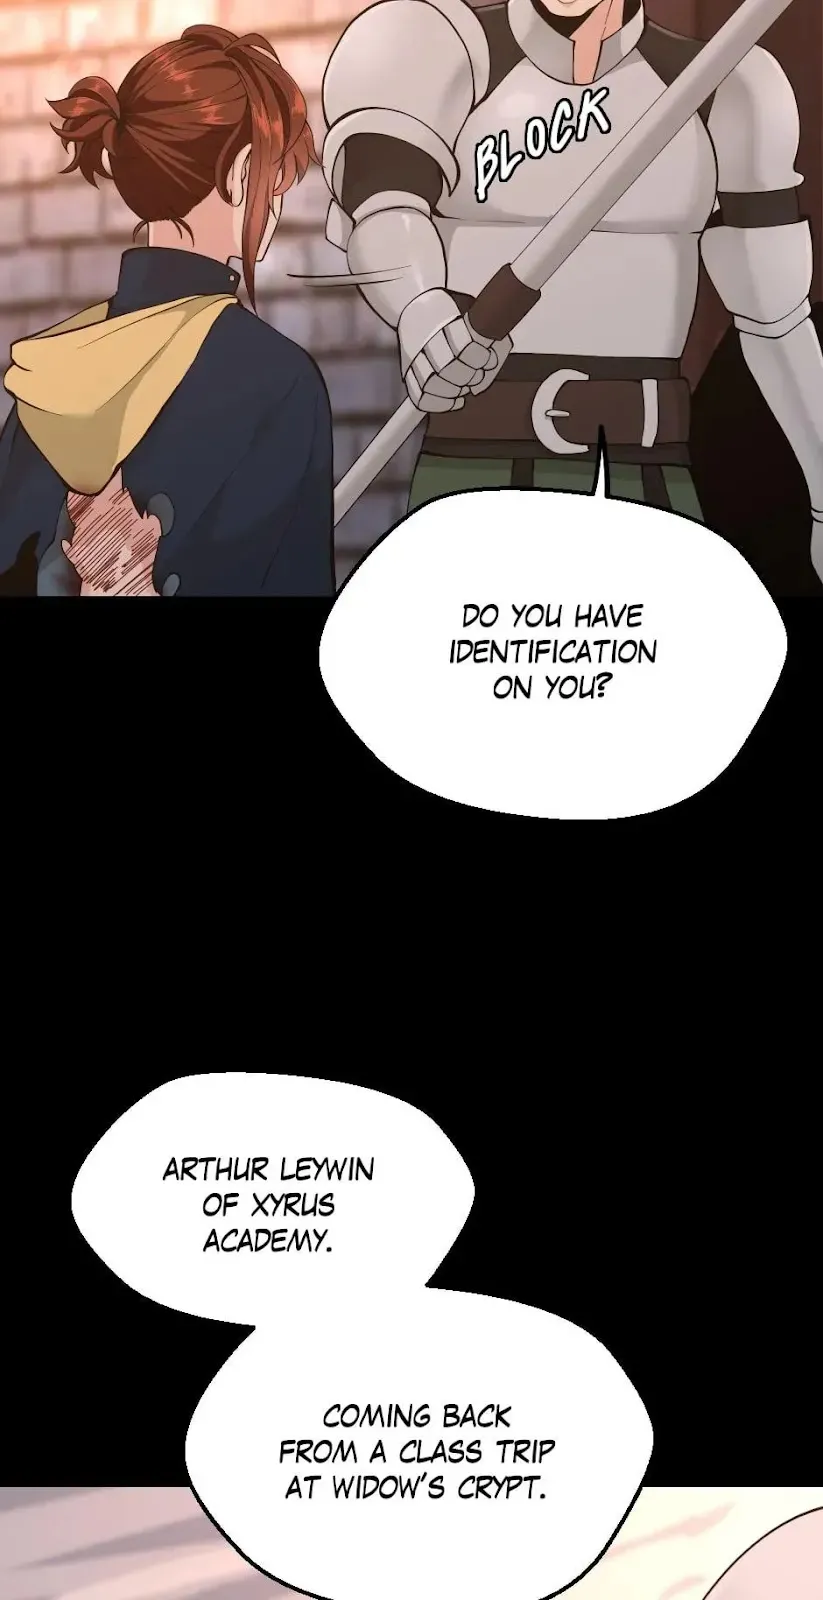 BLOCK
DO YOU HAVE
IDENTIFICATION
ON YOU?
ARTHUR LEYWIN
OF XYRUS
ACADEMY.
COMING BACK
FROM A CLASS TRIP
AT WIDOW'S CRYPT.